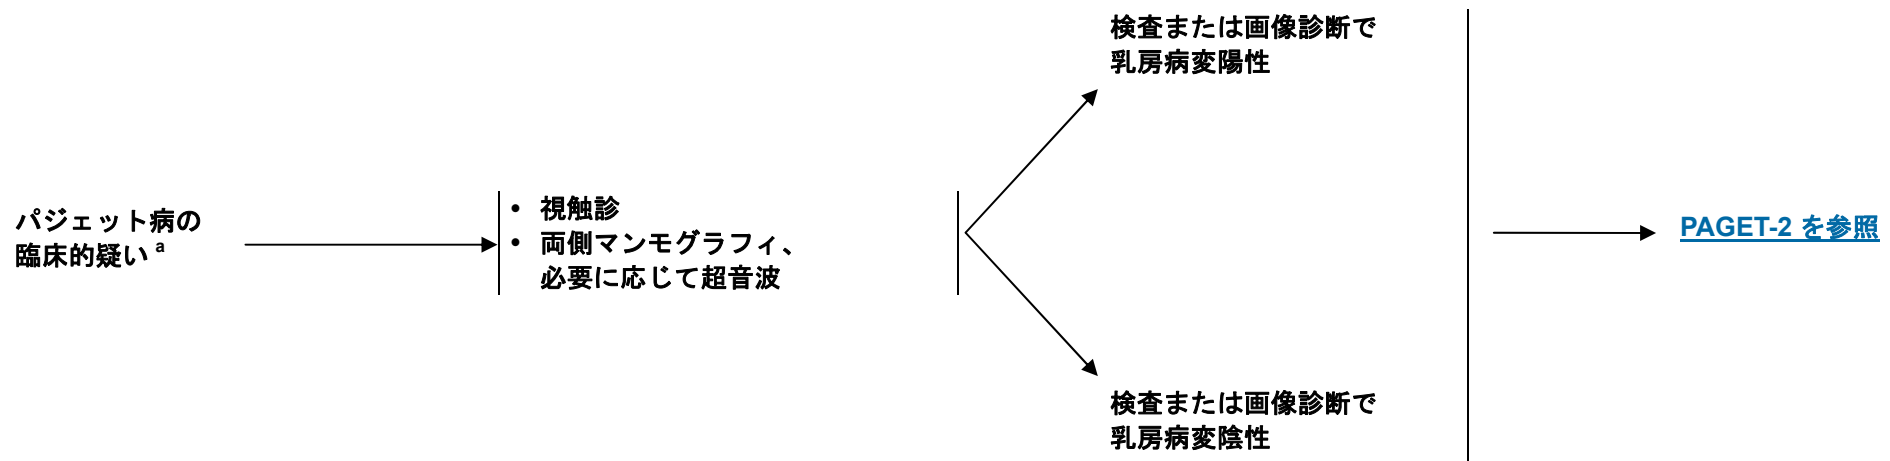 パジェット病の
臨床的疑い a
• 視触診
• 両側マンモグラフィ、
必要に応じて超音波
検査または画像診断で
乳房病変陽性
検査または画像診断で
乳房病変陰性
PAGET-2 を参照